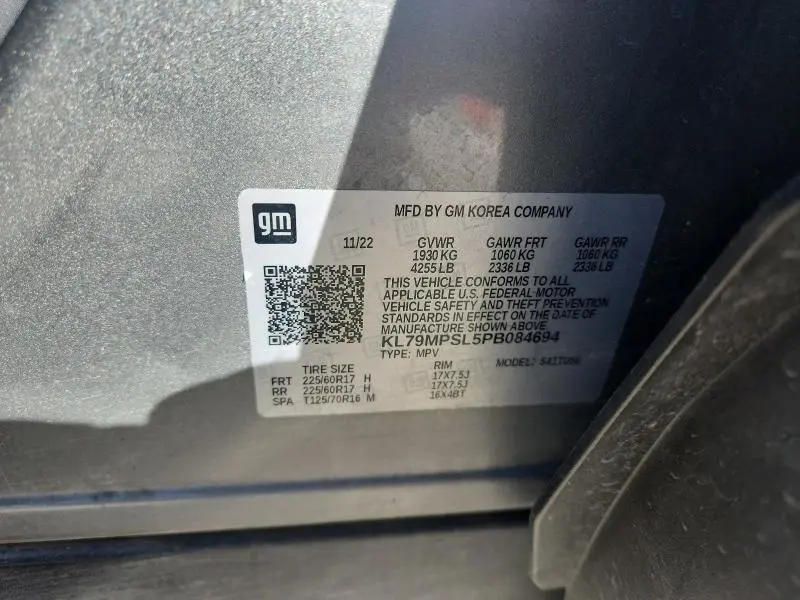 gm
MFD BY GM KOREA COMPANY
11/22 GVWR GAWR FRT GAWR RR
1930 KG 1060 KG 1060 KG
4255 LB 2336 LB 2336 LB
THIS VEHICLE CONFORMS TO ALL
APPLICABLE U.S. FEDERAL MOTOR
VEHICLE SAFETY AND THEFT PREVENTION
STANDARDS IN EFFECT ON THE DATE OF
MANUFACTURE SHOWN ABOVE.
KL79MPSL5PB084694
TYPE: MPV MODEL:
TIRE SIZE RIM
FRT 225/60R17 H 17X7.5J
RR 225/60R17 H 17X7.5J
SPA T125/70R16 M 16X4BT